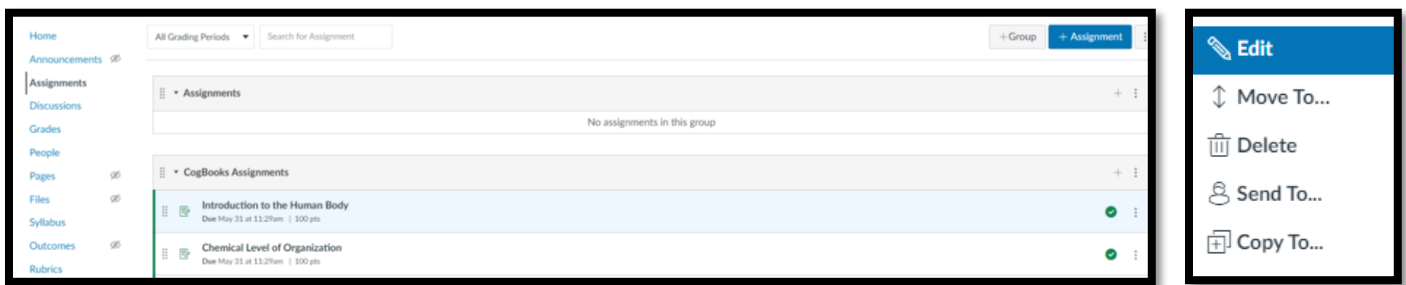 Home
Announcements
Assignments
Discussions
Grades
People
Pages
Files
Syllabus
Outcomes
Rubrics
All Grading Periods
Search for Assignment
+Group
+ Assignment
Assignments
No assignments in this group
CogBooks Assignments
Introduction to the Human Body
Due May 31 at 11:29am | 100 pts
Chemical Level of Organization
Due May 31 at 11:29am | 100 pts
Edit
Move To...
Delete
Send To...
Copy To...